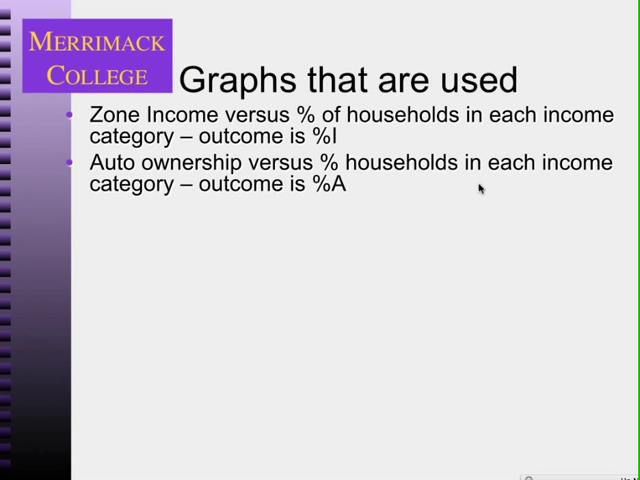 MERRIMACK
COLLEGE
Graphs that are used
• Zone Income versus % of households in each income
category – outcome is %I
• Auto ownership versus % households in each income
category – outcome is %A